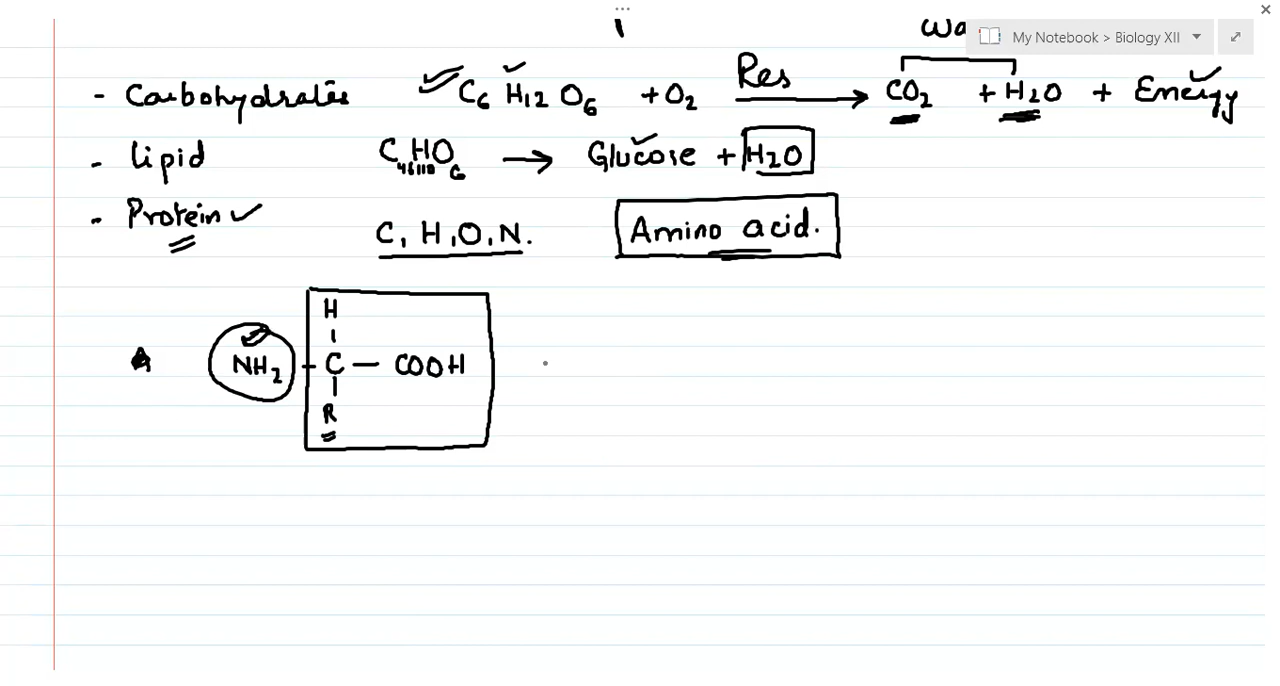 Wa
My Notebook > Biology XII
- Carbohydrates C6 H12 O6 + O2 Res → CO2 + H2O + Energy
- lipid C46H110O6 → Glucose + H2O
- Protein C, H, O, N. Amino acid.
H
NH2 - C - COOH
R